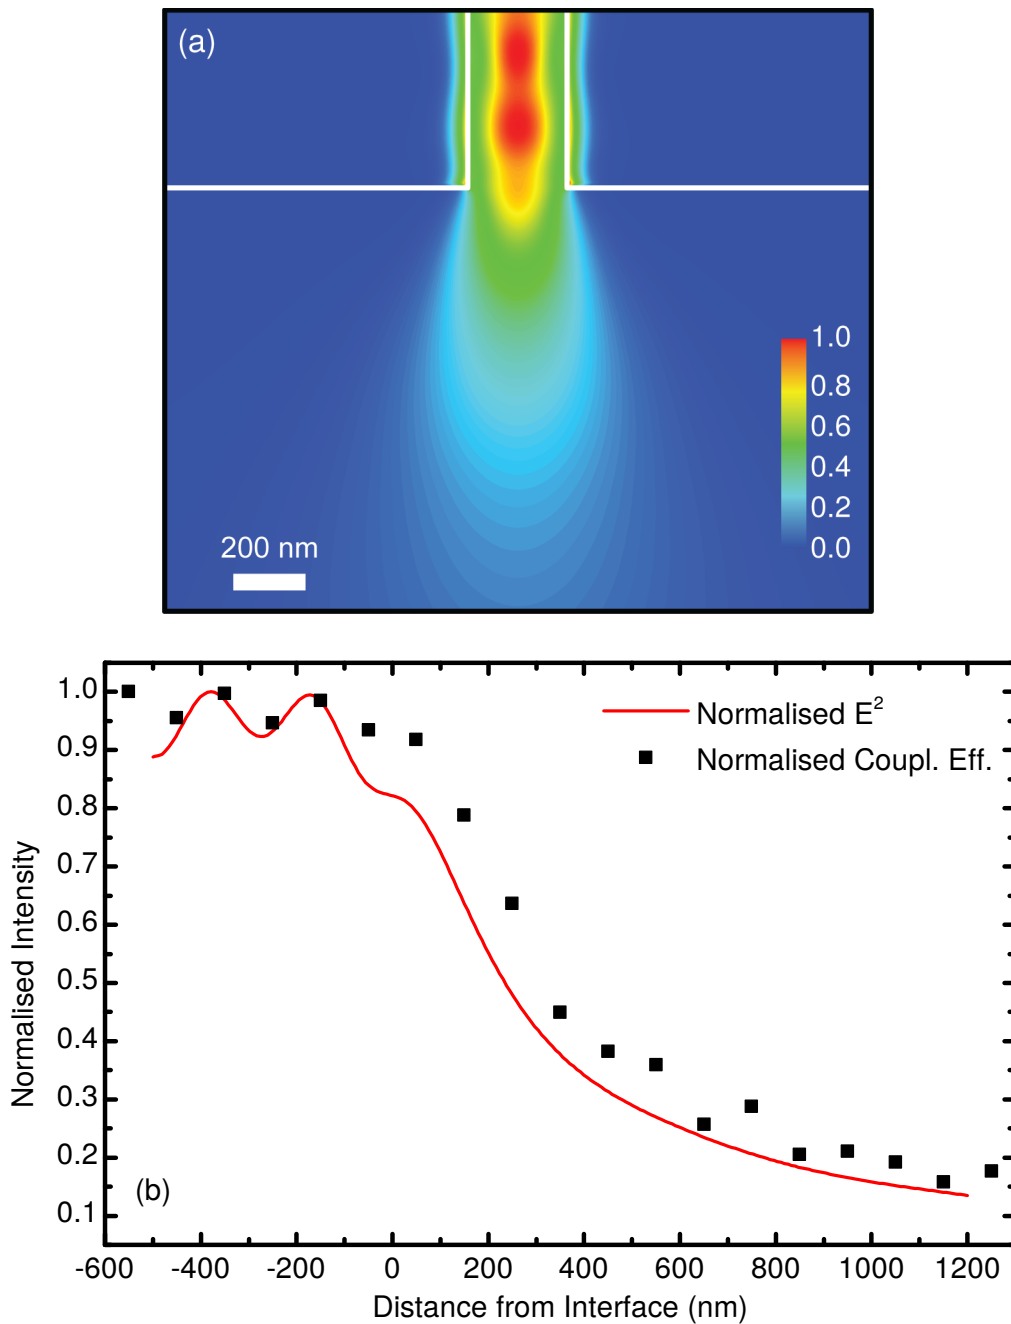 (a)
1.0
0.8
0.6
0.4
0.2
0.0
200 nm
Normalised E²
Normalised Coupl. Eff.
1.0
0.9
0.8
0.7
0.6
0.5
0.4
0.3
0.2
0.1
Normalised Intensity
(b)
-600 -400 -200 0 200 400 600 800 1000 1200
Distance from Interface (nm)